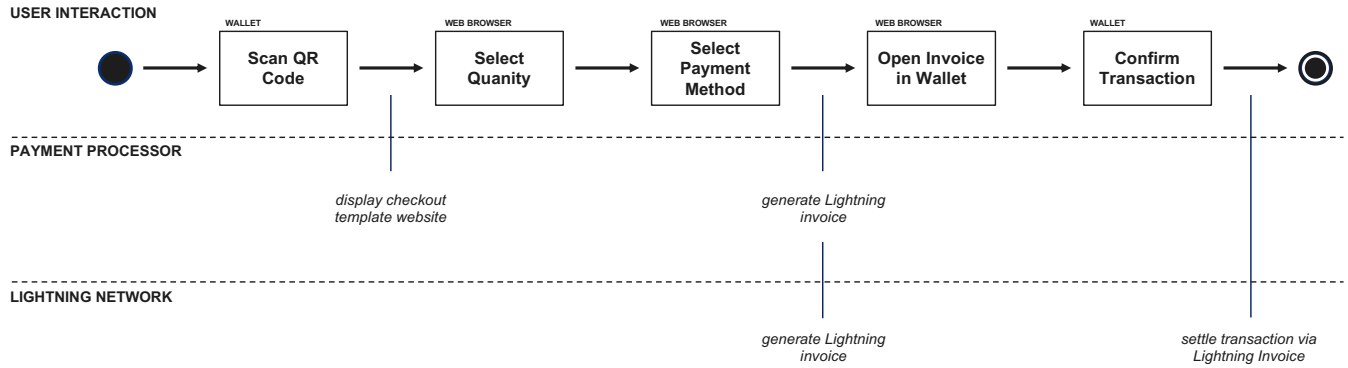 USER INTERACTION
WALLET
Scan QR
Code
WEB BROWSER
Select
Quanity
WEB BROWSER
Select
Payment
Method
WEB BROWSER
Open Invoice
in Wallet
WALLET
Confirm
Transaction
PAYMENT PROCESSOR
display checkout
template website
generate Lightning
invoice
LIGHTNING NETWORK
generate Lightning
invoice
settle transaction via
Lightning Invoice